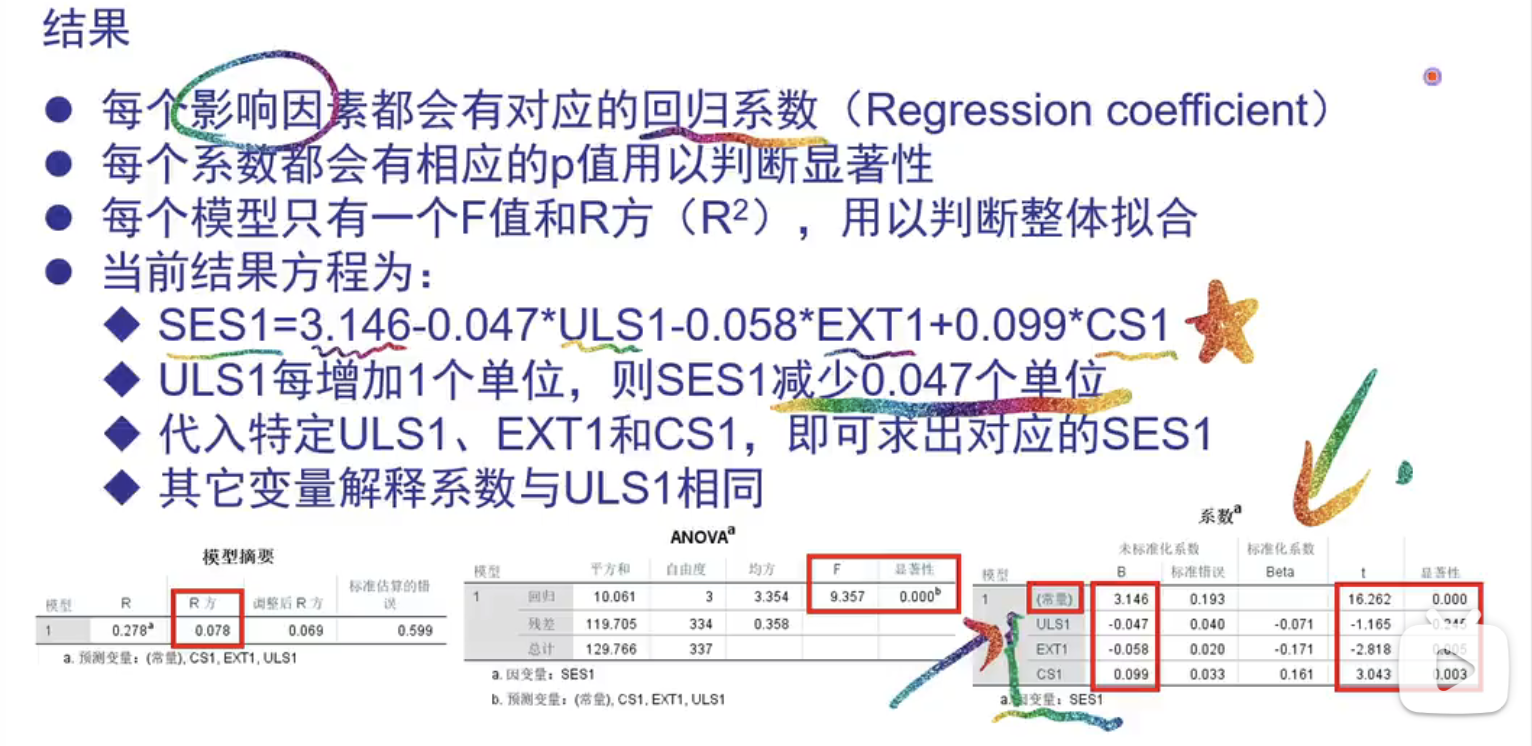 结果
● 每个影响因素都会有对应的回归系数（Regression coefficient）
● 每个系数都会有相应的p值用以判断显著性
● 每个模型只有一个F值和R方（R²），用以判断整体拟合
● 当前结果方程为：
◆ SES1=3.146-0.047*ULS1-0.058*EXT1+0.099*CS1
◆ ULS1每增加1个单位，则SES1减少0.047个单位
◆ 代入特定ULS1、EXT1和CS1，即可求出对应的SES1
◆ 其它变量解释系数与ULS1相同
模型摘要
模型 R R 方 调整后 R 方 标准估算的错误
1 0.278a 0.078 0.069 0.599
a. 预测变量：(常量), CS1, EXT1, ULS1
ANOVAa
模型 平方和 自由度 均方 F 显著性
1 回归 10.061 3 3.354 9.357 0.000b
残差 119.705 334 0.358
总计 129.766 337
a. 因变量：SES1
b. 预测变量：(常量), CS1, EXT1, ULS1
系数a
未标准化系数 标准化系数
模型 B 标准错误 Beta t 显著性
1 (常量) 3.146 0.193 16.262 0.000
ULS1 -0.047 0.040 -0.071 -1.165
EXT1 -0.058 0.020 -0.171 -2.818 0.005
CS1 0.099 0.033 0.161 3.043 0.003
a. 因变量：SES1